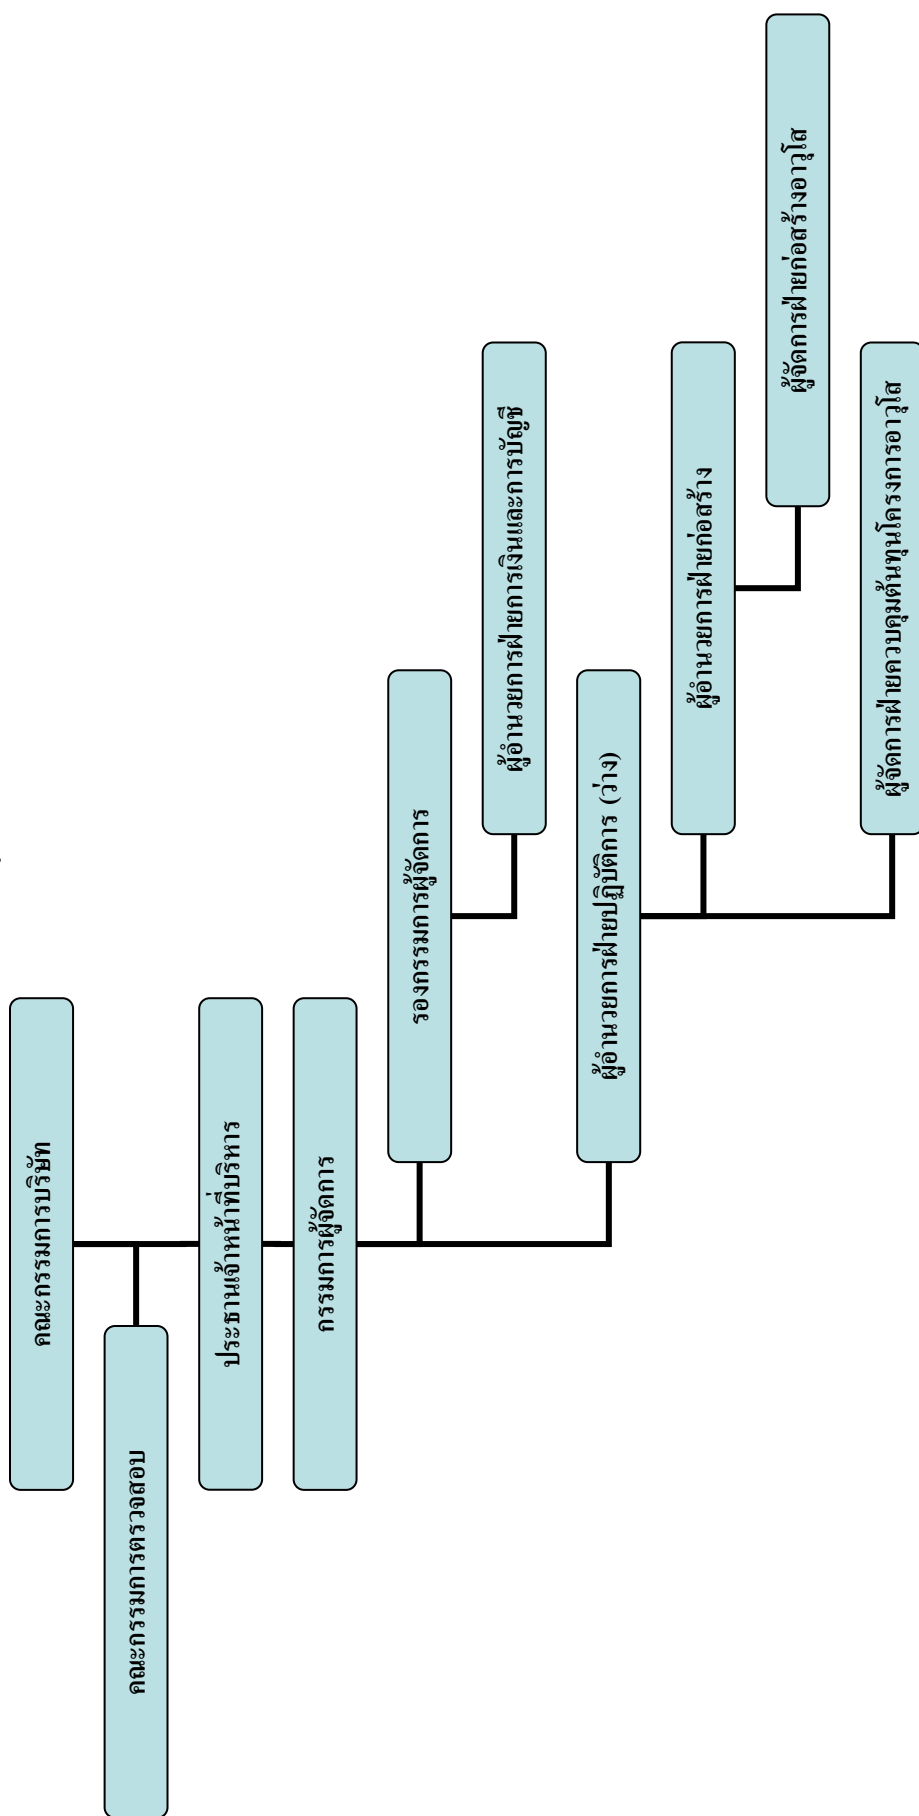 คณะกรรมการบริษัท
คณะกรรมการตรวจสอบ
ประธานเจ้าหน้าที่บริหาร
กรรมการผู้จัดการ
รองกรรมการผู้จัดการ
ผู้อำนวยการฝ่ายการเงินและการบัญชี
ผู้อำนวยการฝ่ายปฏิบัติการ (ว่าง)
ผู้อำนวยการฝ่ายก่อสร้าง
ผู้จัดการฝ่ายก่อสร้างอาวุโส
ผู้จัดการฝ่ายควบคุมต้นทุนโครงการอาวุโส